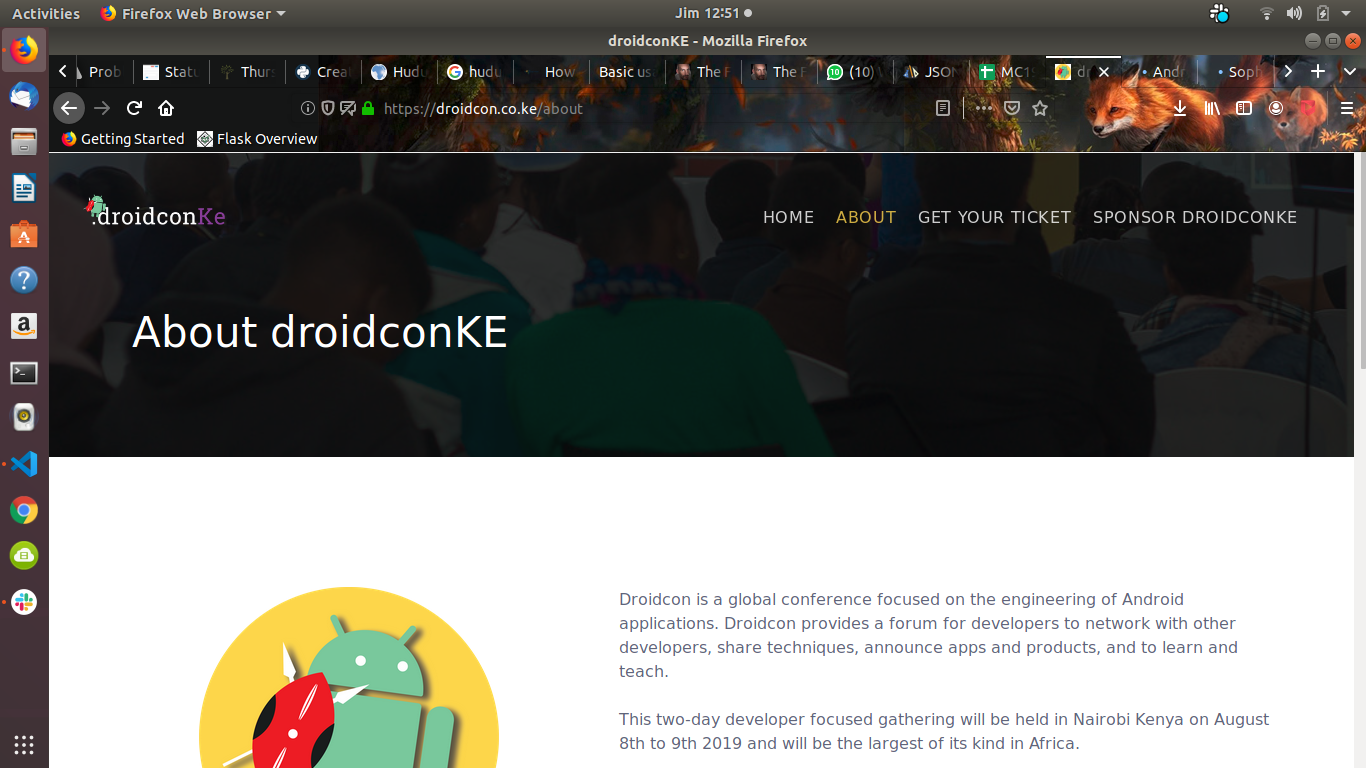 Activities
Firefox Web Browser
Jim 12:51
droidconKE - Mozilla Firefox
Prob
Statu
Thurs
Crea
Hudu
hudu
How
Basic us
The F
The F
(10)
JSON
MC1
Andr
Soph
https://droidcon.co.ke/about
Getting Started
Flask Overview
droidconKe
HOME
ABOUT
GET YOUR TICKET
SPONSOR DROIDCONKE
About droidconKE
Droidcon is a global conference focused on the engineering of Android
applications. Droidcon provides a forum for developers to network with other
developers, share techniques, announce apps and products, and to learn and
teach.
This two-day developer focused gathering will be held in Nairobi Kenya on August
8th to 9th 2019 and will be the largest of its kind in Africa.